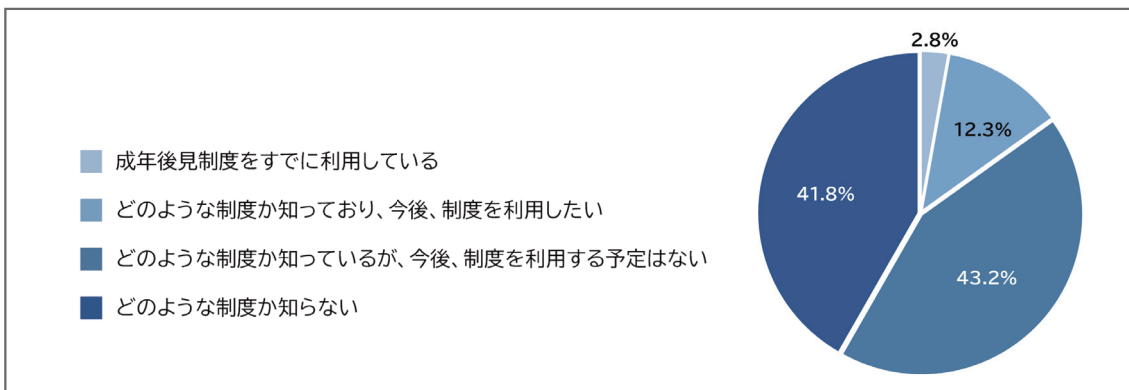 2.8%
12.3%
成年後見制度をすでに利用している
41.8%
どのような制度か知っており、今後、制度を利用したい
どのような制度か知っているが、今後、制度を利用する予定はない
43.2%
どのような制度か知らない